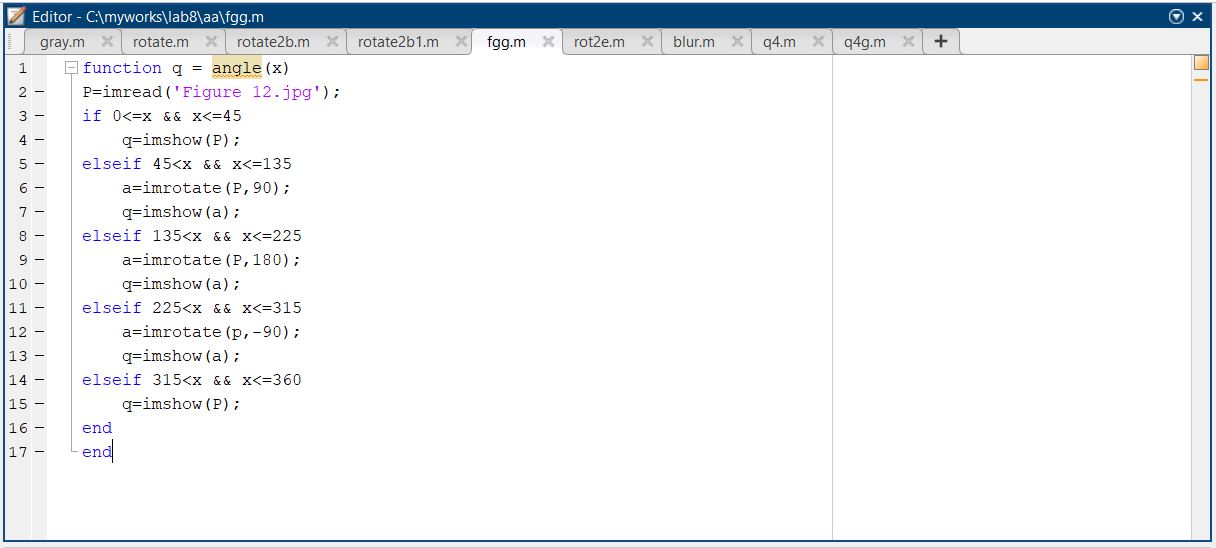 Editor - C:\myworks\lab8\aa\fgg.m
gray.m rotate.m rotate2b.m rotate2b1.m fgg.m rot2e.m blur.m q4.m q4g.m +
1 function q = angle(x)
2 P=imread('Figure 12.jpg');
3 if 0<=x && x<=45
4 q=imshow(P);
5 elseif 45<x && x<=135
6 a=imrotate(P,90);
7 q=imshow(a);
8 elseif 135<x && x<=225
9 a=imrotate(P,180);
10 q=imshow(a);
11 elseif 225<x && x<=315
12 a=imrotate(p,-90);
13 q=imshow(a);
14 elseif 315<x && x<=360
15 q=imshow(P);
16 end
17 end